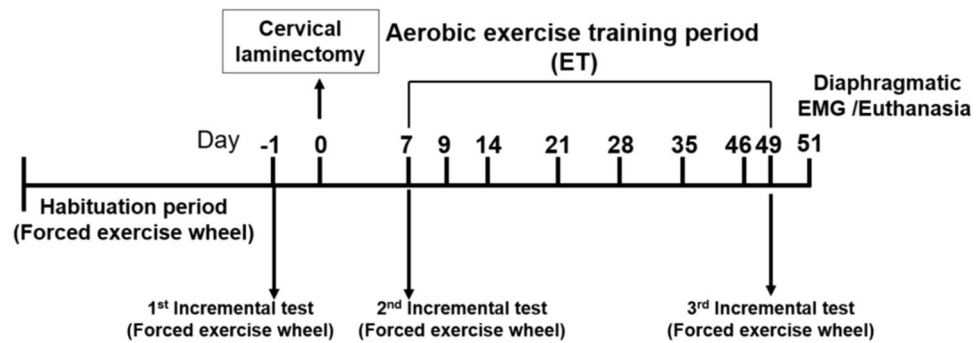 Cervical
laminectomy
Aerobic exercise training period
(ET)
Diaphragmatic
EMG /Euthanasia
Day -1 0 7 9 14 21 28 35 46 49 51
Habituation period
(Forced exercise wheel)
1st Incremental test
(Forced exercise wheel)
2nd Incremental test
(Forced exercise wheel)
3rd Incremental test
(Forced exercise wheel)